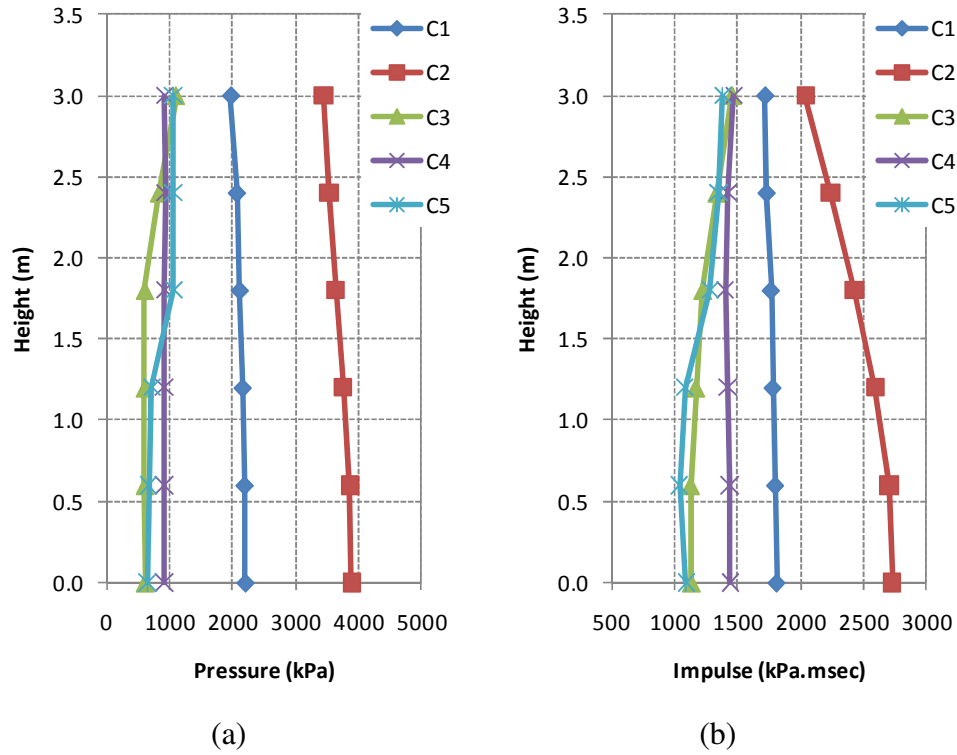 3.5
3.0
2.5
2.0
1.5
1.0
0.5
0.0
Height (m)
0 1000 2000 3000 4000 5000
Pressure (kPa)
C1
C2
C3
C4
C5
(a)
3.5
3.0
2.5
2.0
1.5
1.0
0.5
0.0
Height (m)
500 1000 1500 2000 2500 3000
Impulse (kPa.msec)
C1
C2
C3
C4
C5
(b)